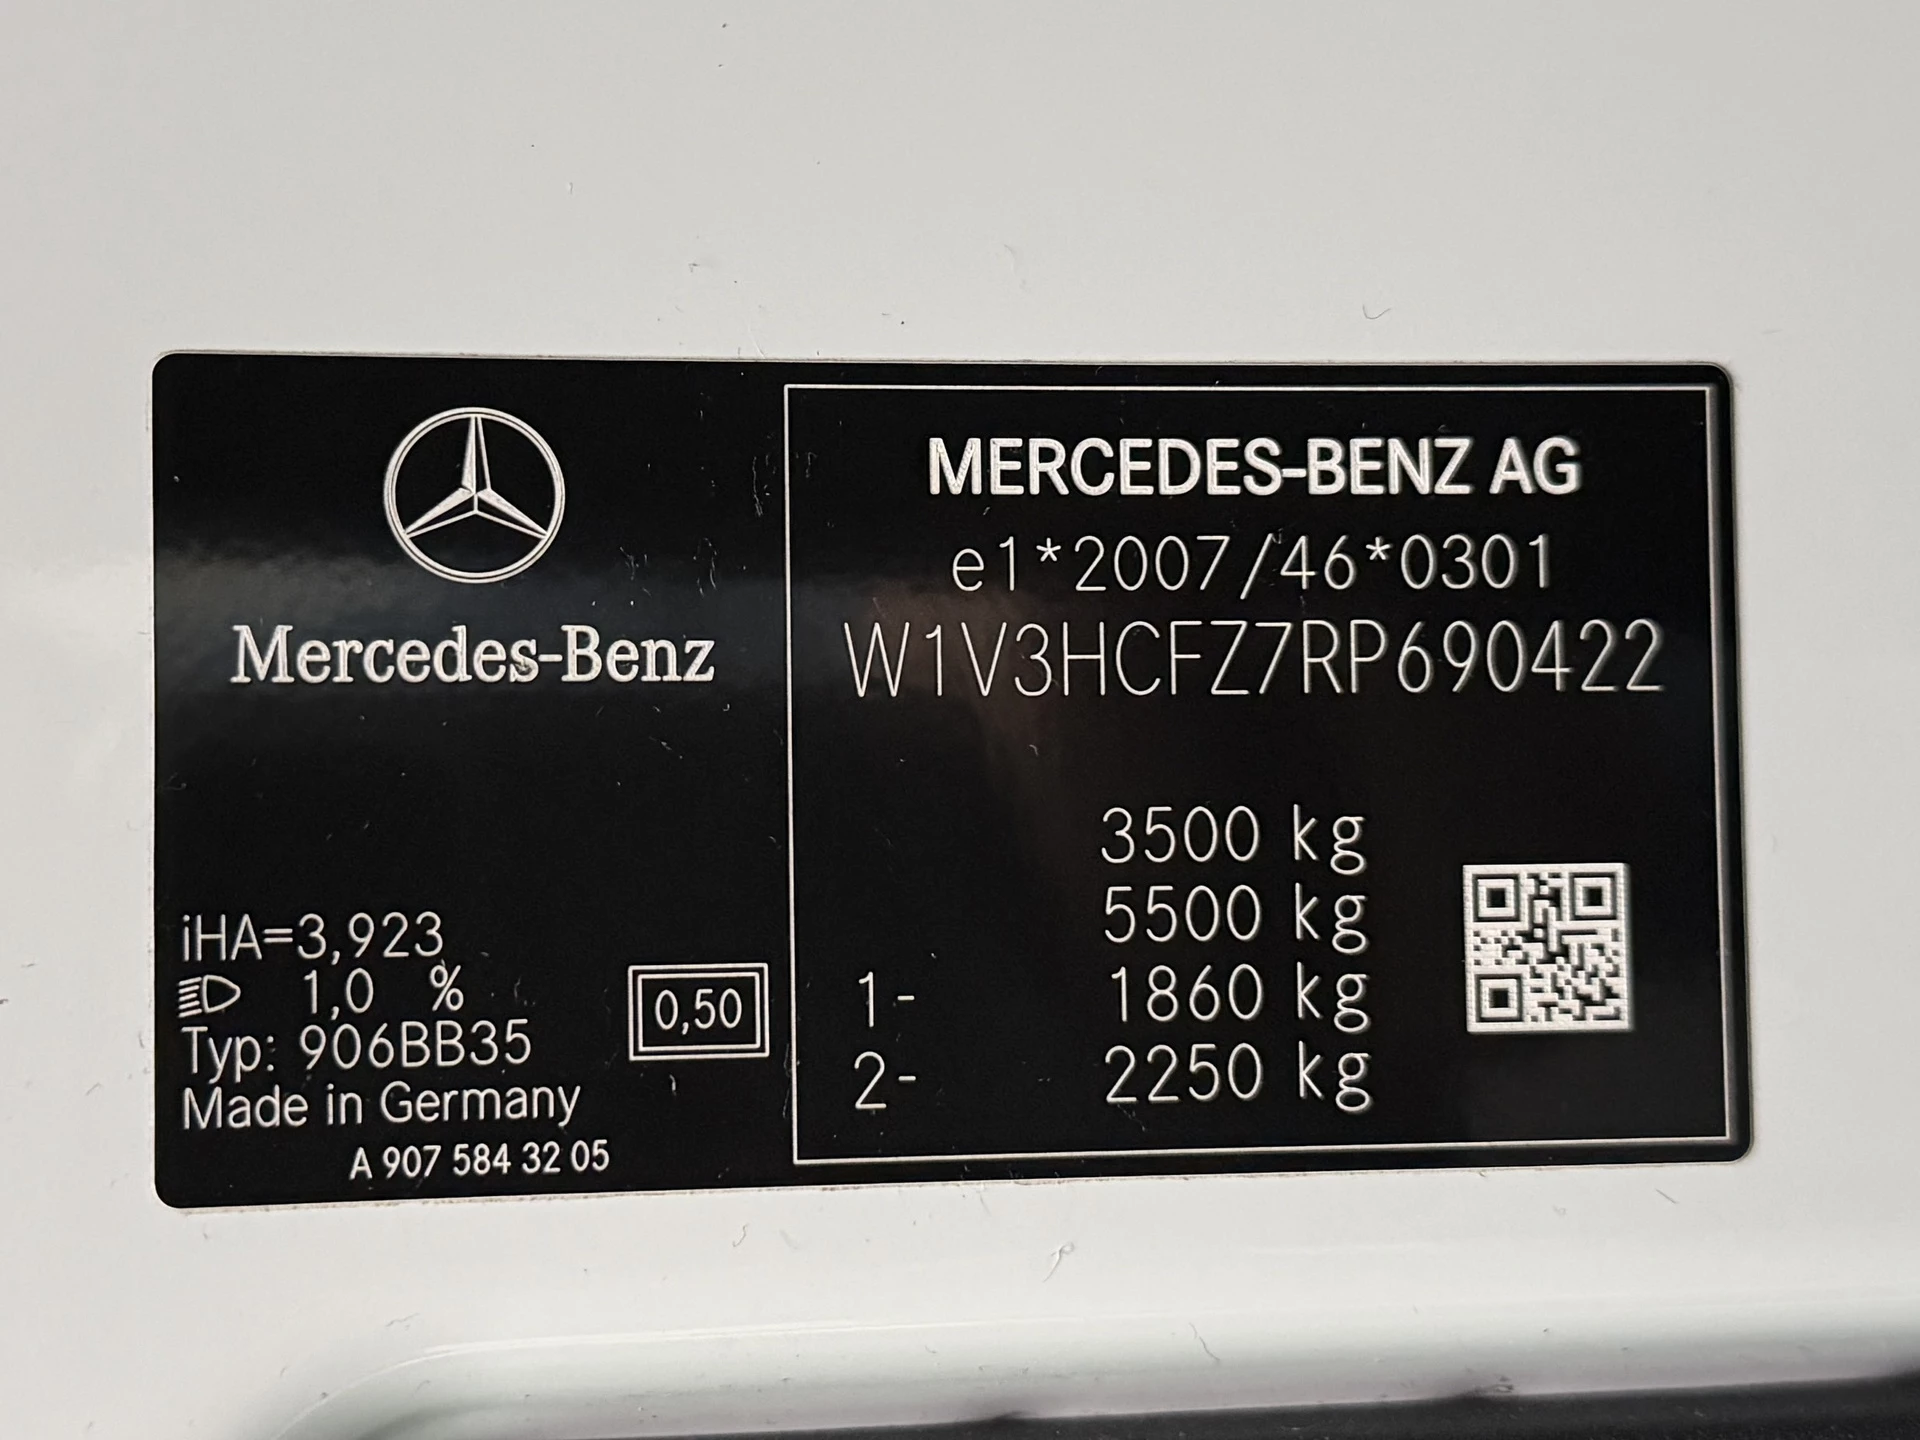 Mercedes-Benz
iHA=3,923
1,0 %
Typ: 906BB35
Made in Germany
A 907 584 32 05
0,50
MERCEDES-BENZ AG
e1*2007/46*0301
W1V3HCFZ7RP690422
3500 kg
5500 kg
1- 1860 kg
2- 2250 kg